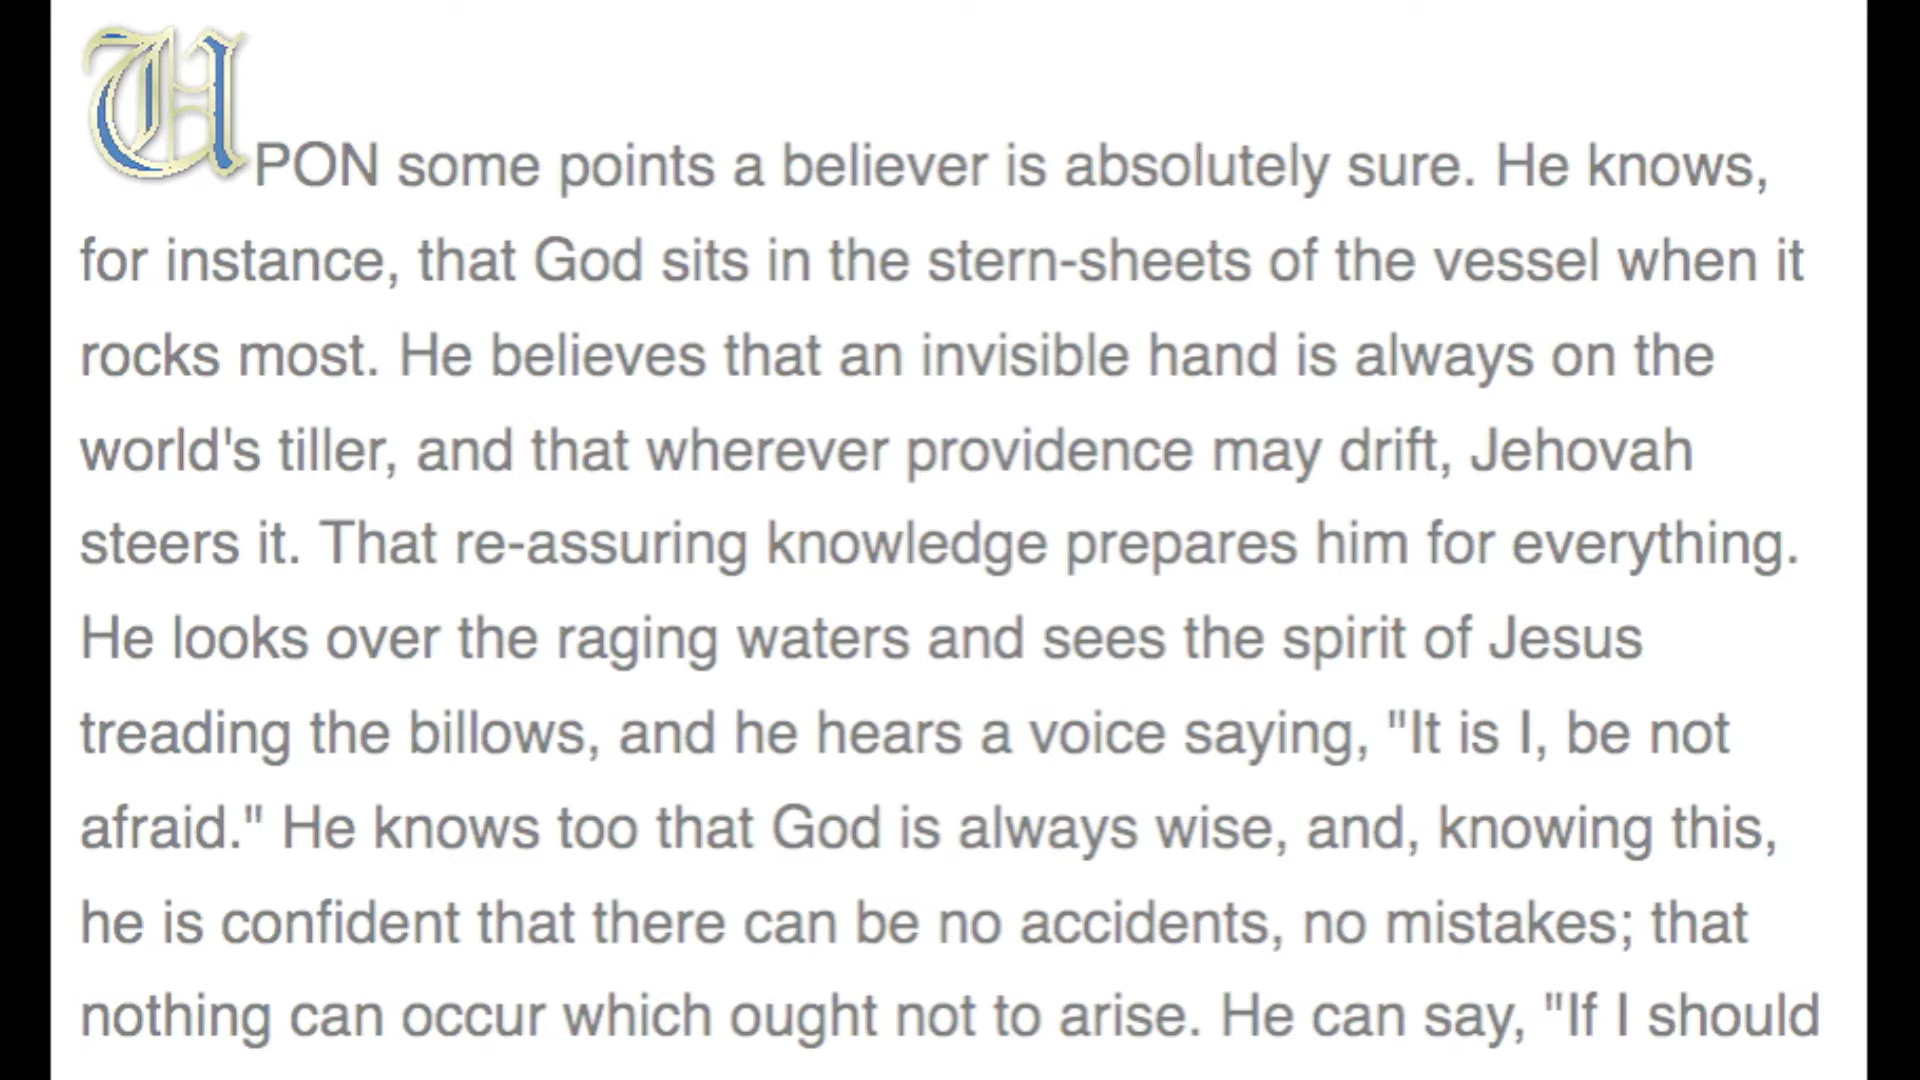 UPON some points a believer is absolutely sure. He knows,
for instance, that God sits in the stern-sheets of the vessel when it
rocks most. He believes that an invisible hand is always on the
world's tiller, and that wherever providence may drift, Jehovah
steers it. That re-assuring knowledge prepares him for everything.
He looks over the raging waters and sees the spirit of Jesus
treading the billows, and he hears a voice saying, "It is I, be not
afraid." He knows too that God is always wise, and, knowing this,
he is confident that there can be no accidents, no mistakes; that
nothing can occur which ought not to arise. He can say, "If I should